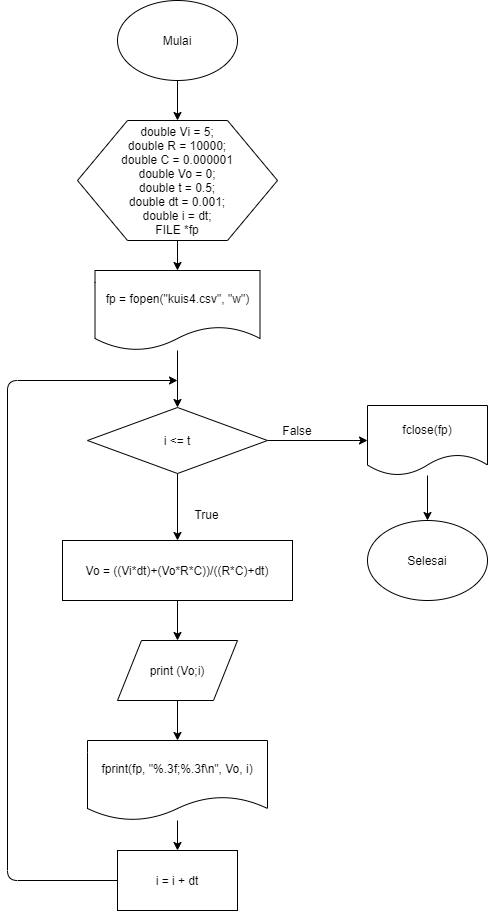 Mulai
double Vi = 5;
double R = 10000;
double C = 0.000001
double Vo = 0;
double t = 0.5;
double dt = 0.001;
double i = dt;
FILE *fp
fp = fopen("kuis4.csv", "w")
i <= t
False
fclose(fp)
Selesai
True
Vo = ((Vi*dt)+(Vo*R*C))/((R*C)+dt)
print (Vo;i)
fprint(fp, "%.3f;%.3f\n", Vo, i)
i = i + dt